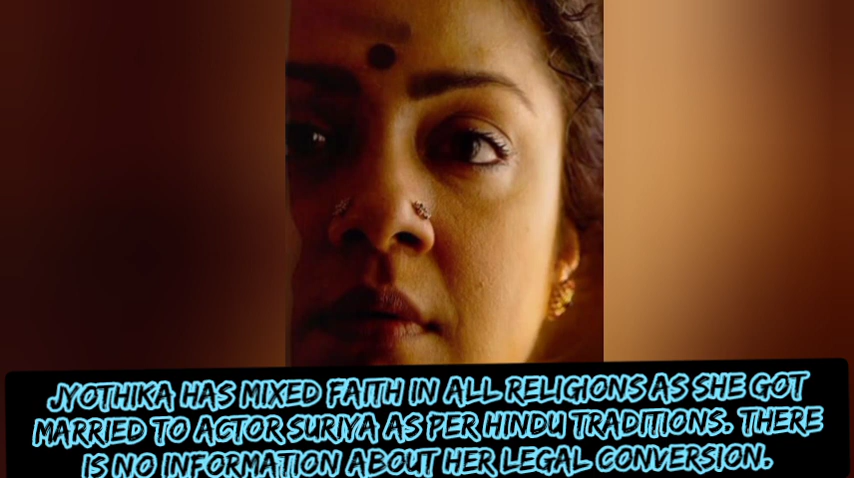 JYOTHIKA HAS MIXED FAITH IN ALL RELIGIONS AS SHE GOT
MARRIED TO ACTOR SURIYA AS PER HINDU TRADITIONS. THERE
IS NO INFORMATION ABOUT HER LEGAL CONVERSION.